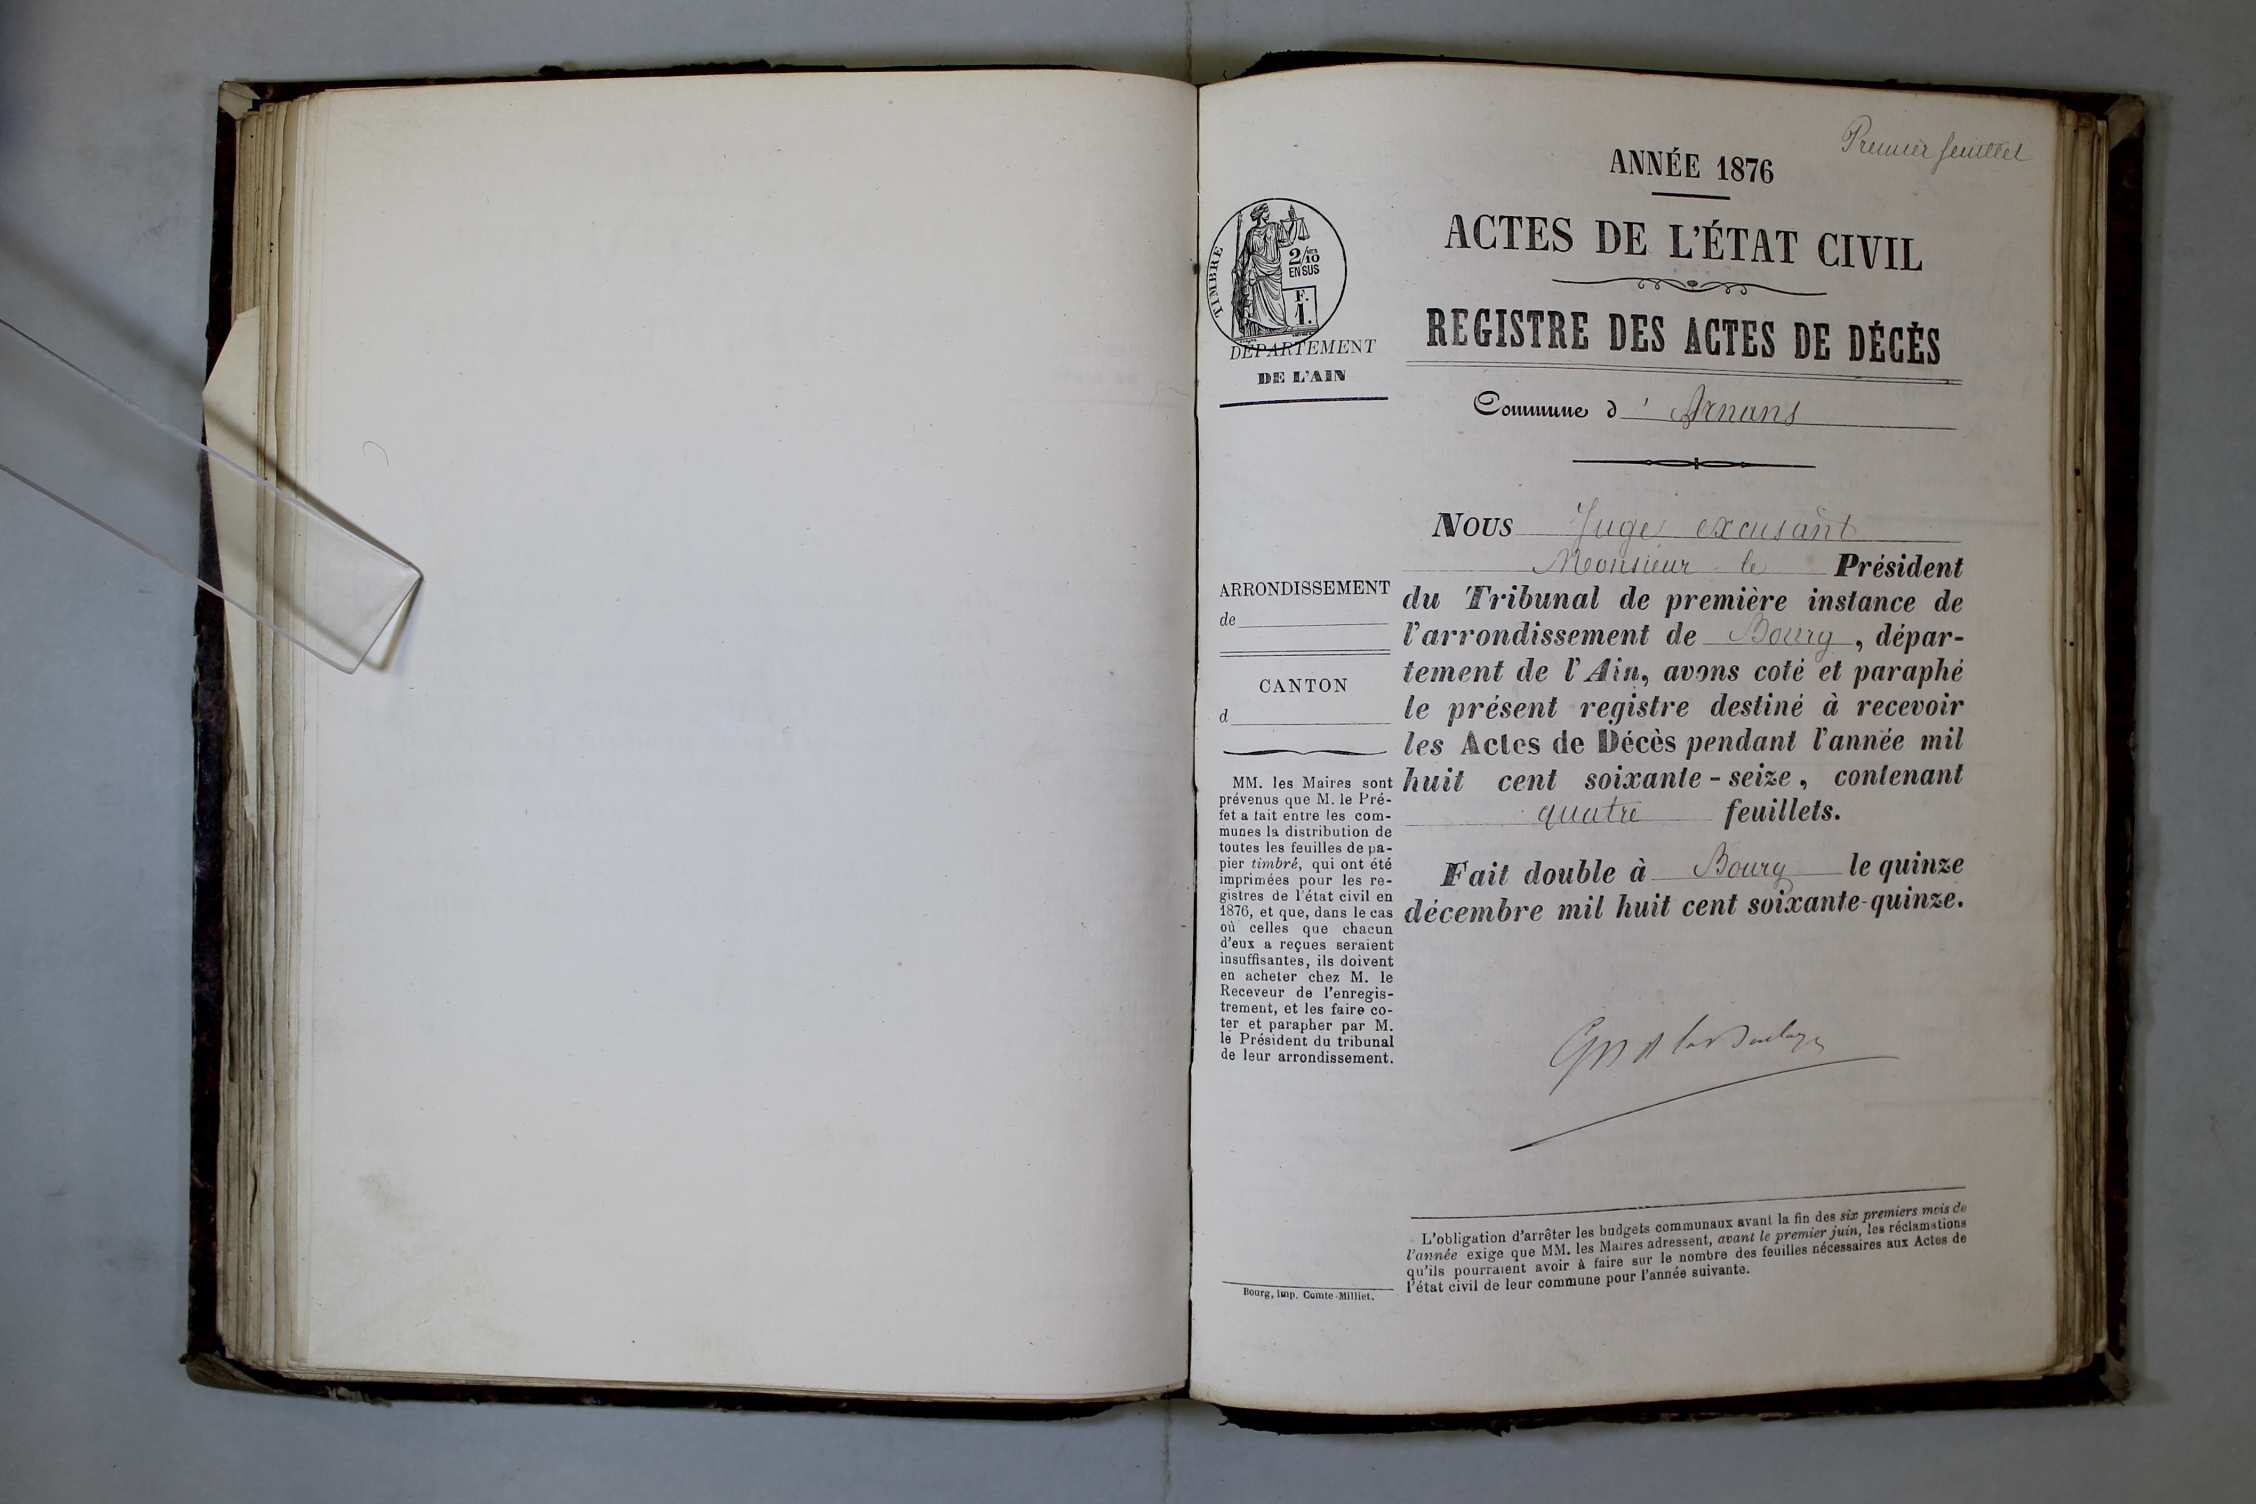 Premier feuillet
ANNÉE 1876
ACTES DE L'ÉTAT CIVIL
REGISTRE DES ACTES DE DÉCÈS
TIMBRE
2/10
EN SUS
F.
1.
DÉPARTEMENT
DE L'AIN
Commune d' Arnans
ARRONDISSEMENT
de
CANTON
d
MM. les Maires sont
prévenus que M. le Pré-
fet a fait entre les com-
munes la distribution de
toutes les feuilles de pa-
pier timbré, qui ont été
imprimées pour les re-
gistres de l'état civil en
1876, et que, dans le cas
où celles que chacun
d'eux a reçues seraient
insuffisantes, ils doivent
en acheter chez M. le
Receveur de l'enregis-
trement, et les faire co-
ter et parapher par M.
le Président du tribunal
de leur arrondissement.
Bourg, imp. Comte-Milliet.
NOUS Juge excusant
Monsieur le Président
du Tribunal de première instance de
l'arrondissement de Bourg, dépar-
tement de l'Ain, avons coté et paraphé
le présent registre destiné à recevoir
les Actes de Décès pendant l'année mil
huit cent soixante-seize, contenant
quatre feuillets.
Fait double à Bourg le quinze
décembre mil huit cent soixante-quinze.
L'obligation d'arrêter les budgets communaux avant la fin des six premiers mois de
l'année exige que MM. les Maires adressent, avant le premier juin, les réclamations
qu'ils pourraient avoir à faire sur le nombre des feuilles nécessaires aux Actes de
l'état civil de leur commune pour l'année suivante.